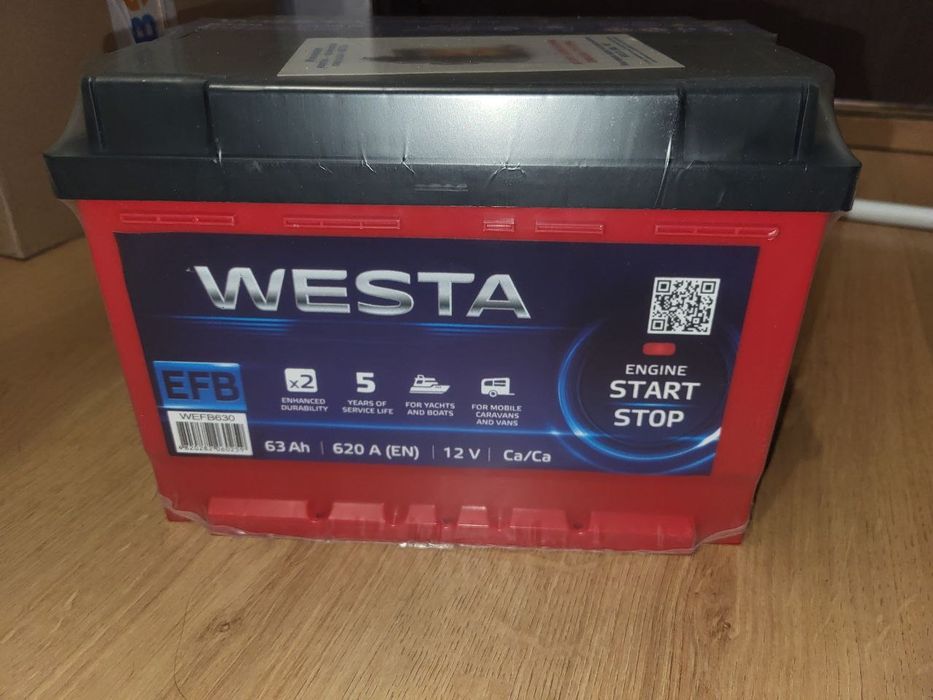 WESTA
ENGINE
START
STOP
EFB
WEFB630
x2
ENHANCED
DURABILITY
5
YEARS OF
SERVICE LIFE
FOR YACHTS
AND BOATS
FOR MOBILE
CARAVANS
AND VANS
63 Ah | 620 A (EN) | 12 V | Ca/Ca